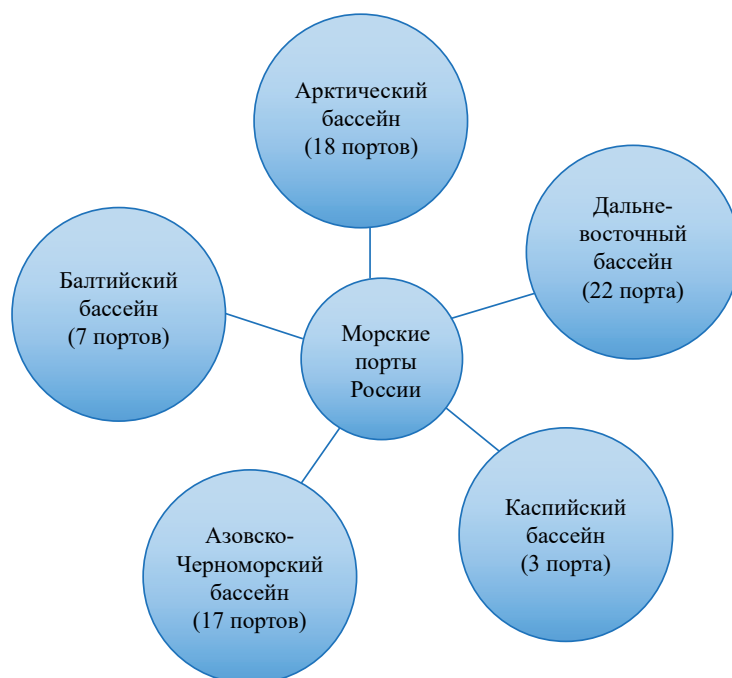 Арктический
бассейн
(18 портов)
Дальне-
восточный
бассейн
(22 порта)
Балтийский
бассейн
(7 портов)
Морские
порты
России
Каспийский
бассейн
(3 порта)
Азовско-
Черноморский
бассейн
(17 портов)